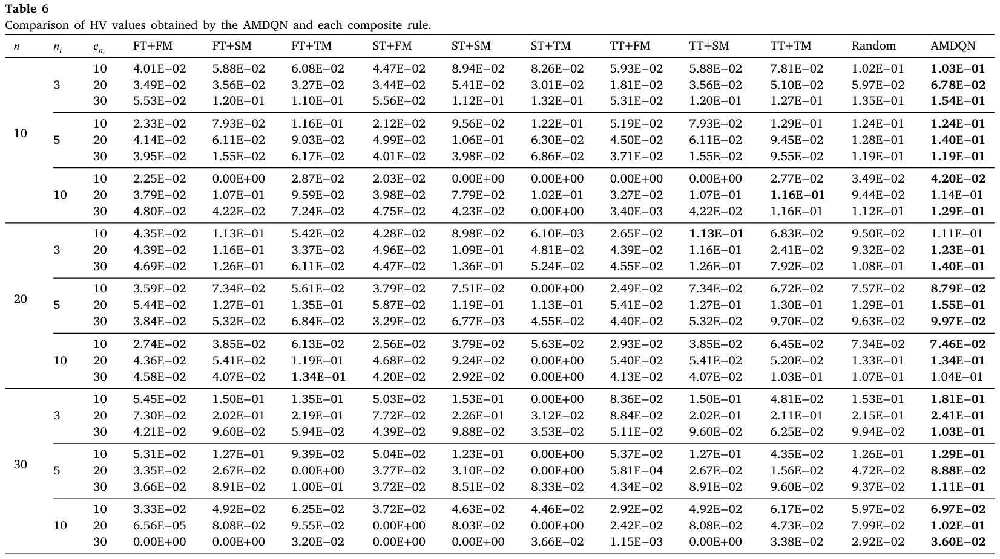 Table 6
Comparison of HV values obtained by the AMDQN and each composite rule.
n n_i e_{n_i} FT+FM FT+SM FT+TM ST+FM ST+SM ST+TM TT+FM TT+SM TT+TM Random AMDQN
10 4.01E−02 5.88E−02 6.08E−02 4.47E−02 8.94E−02 8.26E−02 5.93E−02 5.88E−02 7.81E−02 1.02E−01 1.03E−01
3 20 3.49E−02 3.56E−02 3.27E−02 3.44E−02 5.41E−02 3.01E−02 1.81E−02 3.56E−02 5.10E−02 5.97E−02 6.78E−02
30 5.53E−02 1.20E−01 1.10E−01 5.56E−02 1.12E−01 1.32E−01 5.31E−02 1.20E−01 1.27E−01 1.35E−01 1.54E−01
10 2.33E−02 7.93E−02 1.16E−01 2.12E−02 9.56E−02 1.22E−01 5.19E−02 7.93E−02 1.29E−01 1.24E−01 1.24E−01
10 5 20 4.14E−02 6.11E−02 9.03E−02 4.99E−02 1.06E−01 6.30E−02 4.50E−02 6.11E−02 9.45E−02 1.28E−01 1.40E−01
30 3.95E−02 1.55E−02 6.17E−02 4.01E−02 3.98E−02 6.86E−02 3.71E−02 1.55E−02 9.55E−02 1.19E−01 1.19E−01
10 2.25E−02 0.00E+00 2.87E−02 2.03E−02 0.00E+00 0.00E+00 0.00E+00 0.00E+00 2.77E−02 3.49E−02 4.20E−02
10 20 3.79E−02 1.07E−01 9.59E−02 3.98E−02 7.79E−02 1.02E−01 3.27E−02 1.07E−01 1.16E−01 9.44E−02 1.14E−01
30 4.80E−02 4.22E−02 7.24E−02 4.75E−02 4.23E−02 0.00E+00 3.40E−03 4.22E−02 1.16E−01 1.12E−01 1.29E−01
10 4.35E−02 1.13E−01 5.42E−02 4.28E−02 8.98E−02 6.10E−03 2.65E−02 1.13E−01 6.83E−02 9.50E−02 1.11E−01
3 20 4.39E−02 1.16E−01 3.37E−02 4.96E−02 1.09E−01 4.81E−02 4.39E−02 1.16E−01 2.41E−02 9.32E−02 1.23E−01
30 4.69E−02 1.26E−01 6.11E−02 4.47E−02 1.36E−01 5.24E−02 4.55E−02 1.26E−01 7.92E−02 1.08E−01 1.40E−01
10 3.59E−02 7.34E−02 5.61E−02 3.79E−02 7.51E−02 0.00E+00 2.49E−02 7.34E−02 6.72E−02 7.57E−02 8.79E−02
20 5 20 5.44E−02 1.27E−01 1.35E−01 5.87E−02 1.19E−01 1.13E−01 5.41E−02 1.27E−01 1.30E−01 1.29E−01 1.55E−01
30 3.84E−02 5.32E−02 6.84E−02 3.29E−02 6.77E−03 4.55E−02 4.40E−02 5.32E−02 9.70E−02 9.63E−02 9.97E−02
10 2.74E−02 3.85E−02 6.13E−02 2.56E−02 3.79E−02 5.63E−02 2.93E−02 3.85E−02 6.45E−02 7.34E−02 7.46E−02
10 20 4.36E−02 5.41E−02 1.19E−01 4.68E−02 9.24E−02 0.00E+00 5.40E−02 5.41E−02 5.20E−02 1.33E−01 1.34E−01
30 4.58E−02 4.07E−02 1.34E−01 4.20E−02 2.92E−02 0.00E+00 4.13E−02 4.07E−02 1.03E−01 1.07E−01 1.04E−01
10 5.45E−02 1.50E−01 1.35E−01 5.03E−02 1.53E−01 0.00E+00 8.36E−02 1.50E−01 4.81E−02 1.53E−01 1.81E−01
3 20 7.30E−02 2.02E−01 2.19E−01 7.72E−02 2.26E−01 3.12E−02 8.84E−02 2.02E−01 2.11E−01 2.15E−01 2.41E−01
30 4.21E−02 9.60E−02 5.94E−02 4.39E−02 9.88E−02 3.53E−02 5.11E−02 9.60E−02 6.25E−02 9.94E−02 1.03E−01
10 5.31E−02 1.27E−01 9.39E−02 5.04E−02 1.23E−01 0.00E+00 5.37E−02 1.27E−01 4.35E−02 1.26E−01 1.29E−01
30 5 20 3.35E−02 2.67E−02 0.00E+00 3.77E−02 3.10E−02 0.00E+00 5.81E−04 2.67E−02 1.56E−02 4.72E−02 8.88E−02
30 3.66E−02 8.91E−02 1.00E−01 3.72E−02 8.51E−02 8.33E−02 4.34E−02 8.91E−02 9.60E−02 9.37E−02 1.11E−01
10 3.33E−02 4.92E−02 6.25E−02 3.72E−02 4.63E−02 4.46E−02 2.92E−02 4.92E−02 6.17E−02 5.97E−02 6.97E−02
10 20 6.56E−05 8.08E−02 9.55E−02 0.00E+00 8.03E−02 0.00E+00 2.42E−02 8.08E−02 4.73E−02 7.99E−02 1.02E−01
30 0.00E+00 0.00E+00 3.20E−02 0.00E+00 0.00E+00 3.66E−02 1.15E−03 0.00E+00 3.38E−02 2.92E−02 3.60E−02